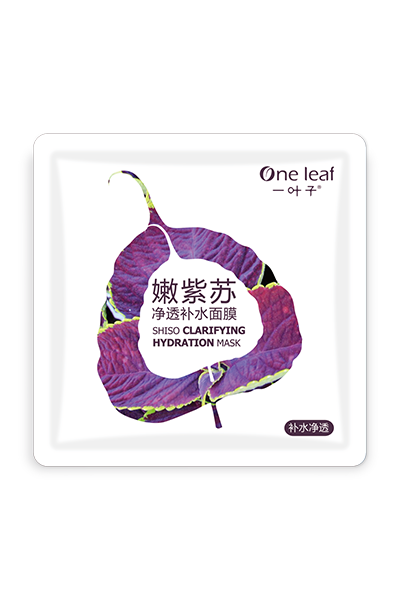 One leaf
一叶子®
嫩紫苏
净透补水面膜
SHISO CLARIFYING
HYDRATION MASK
补水净透